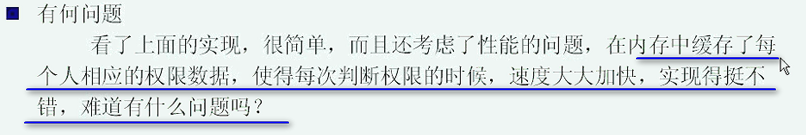 有何问题
看了上面的实现，很简单，而且还考虑了性能的问题，在内存中缓存了每
个人相应的权限数据，使得每次判断权限的时候，速度大大加快，实现得挺不
错，难道有什么问题吗？